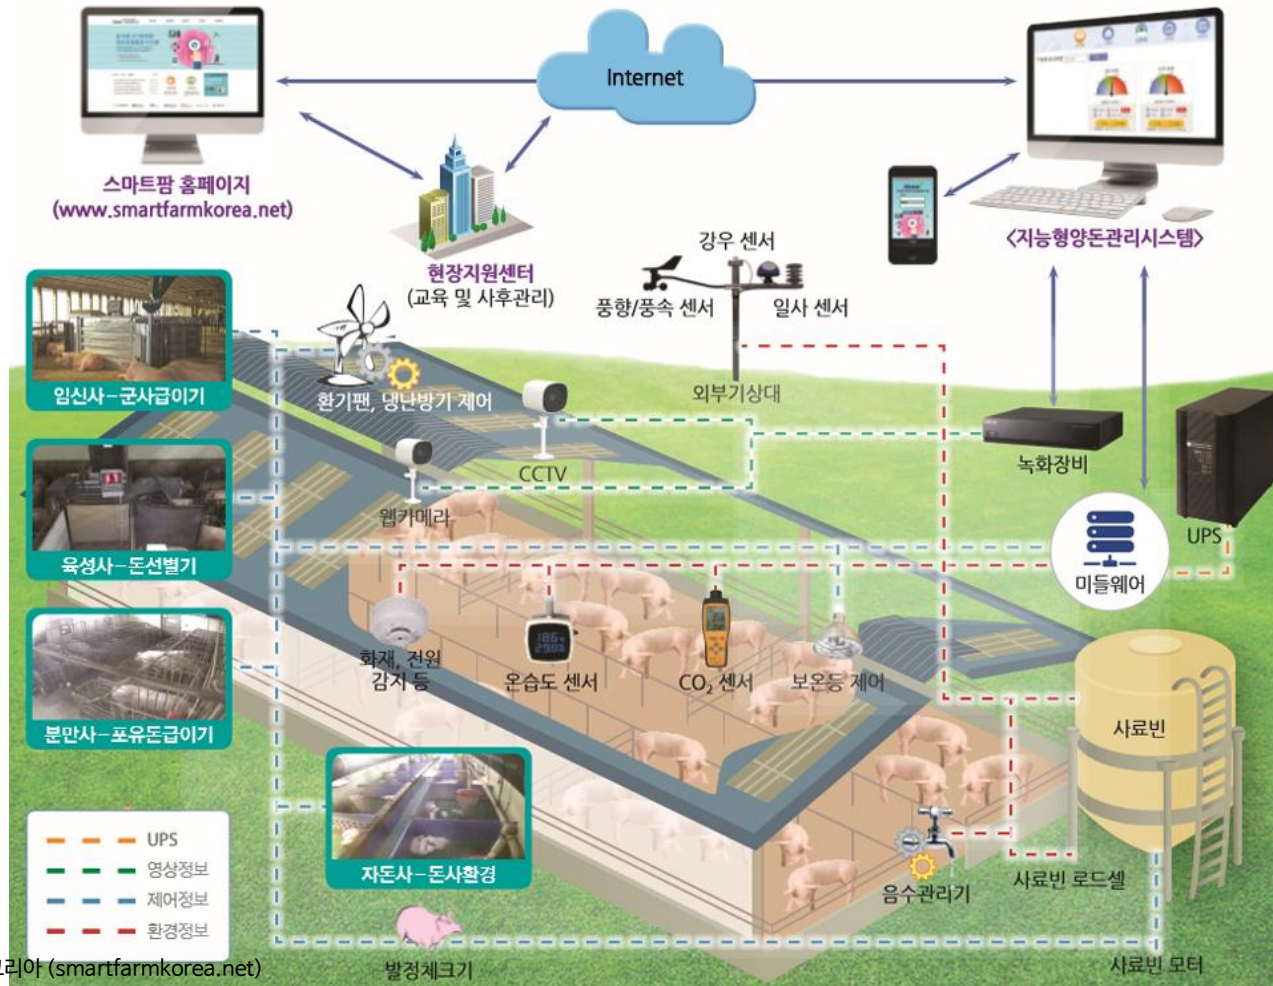 Internet
스마트팜 홈페이지
(www.smartfarmkorea.net)
현장지원센터
(교육 및 사후관리)
<지능형양돈관리시스템>
강우 센서
풍향/풍속 센서
일사 센서
외부기상대
임신사-군사급이기
환기팬, 냉난방기 제어
CCTV
웹카메라
녹화장비
UPS
미들웨어
육성사-돈선별기
화재, 전원
감지 등
온습도 센서
CO₂ 센서
보온등 제어
분만사-포유돈급이기
사료빈
자돈사-돈사환경
음수관리기
사료빈 로드셀
UPS
영상정보
제어정보
환경정보
발정체크기
사료빈 모터
리아 (smartfarmkorea.net)